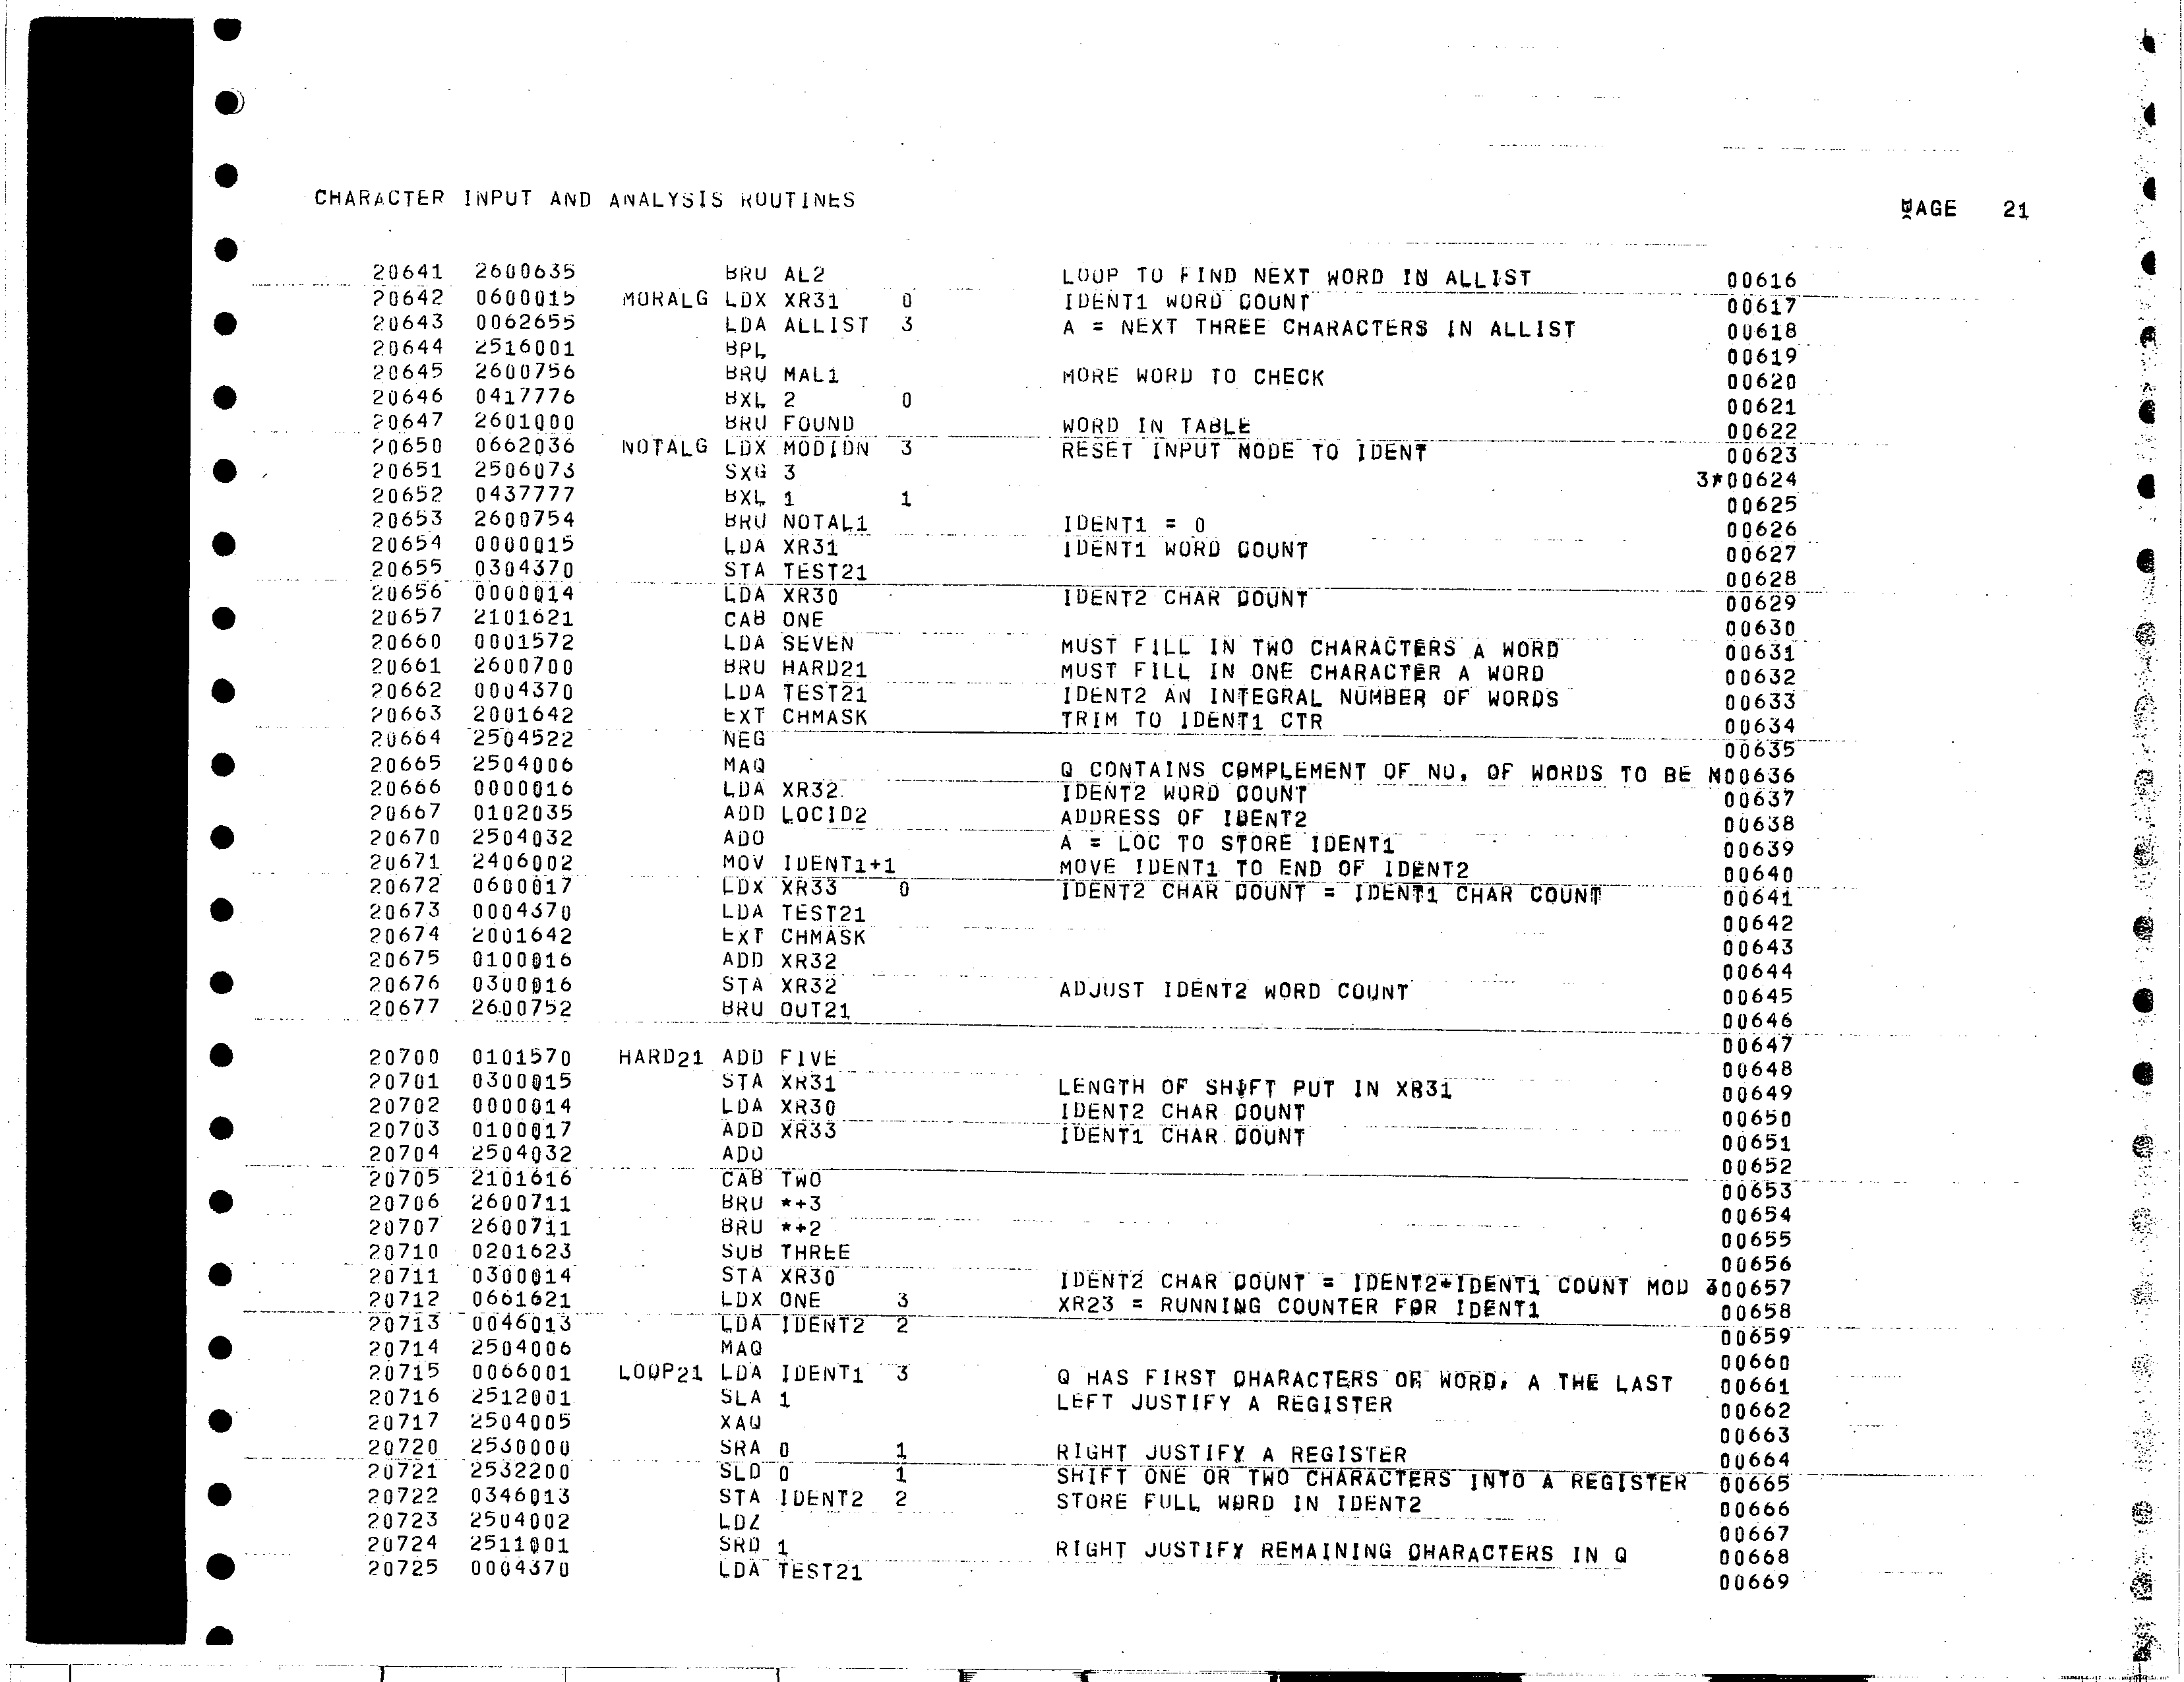 CHARACTER INPUT AND ANALYSIS ROUTINES PAGE 21
20641 2600635 BRU AL2 LOOP TO FIND NEXT WORD IN ALLIST 00616
20642 0600015 MORALG LDX XR31 0 IDENT1 WORD COUNT 00617
20643 0062655 LDA ALLIST 3 A = NEXT THREE CHARACTERS IN ALLIST 00618
20644 2516001 BPL 00619
20645 2600756 BRU MAL1 MORE WORD TO CHECK 00620
20646 0417776 BXL 2 0 00621
20647 2601000 BRU FOUND WORD IN TABLE 00622
20650 0662036 NOTALG LDX MODIDN 3 RESET INPUT MODE TO IDENT 00623
20651 2506073 SXG 3 3*00624
20652 0437777 BXL 1 1 00625
20653 2600754 BRU NOTAL1 IDENT1 = 0 00626
20654 0000015 LDA XR31 IDENT1 WORD COUNT 00627
20655 0304370 STA TEST21 00628
20656 0000014 LDA XR30 IDENT2 CHAR COUNT 00629
20657 2101621 CAB ONE 00630
20660 0001572 LDA SEVEN MUST FILL IN TWO CHARACTERS A WORD 00631
20661 2600700 BRU HARD21 MUST FILL IN ONE CHARACTER A WORD 00632
20662 0004370 LDA TEST21 IDENT2 AN INTEGRAL NUMBER OF WORDS 00633
20663 2001642 EXT CHMASK TRIM TO IDENT1 CTR 00634
20664 2504522 NEG 00635
20665 2504006 MAQ Q CONTAINS COMPLEMENT OF NO. OF WORDS TO BE M00636
20666 0000016 LDA XR32 IDENT2 WORD COUNT 00637
20667 0102035 ADD LOCID2 ADDRESS OF IDENT2 00638
20670 2504032 ADO A = LOC TO STORE IDENT1 00639
20671 2406002 MOV IDENT1+1 MOVE IDENT1 TO END OF IDENT2 00640
20672 0600017 LDX XR33 0 IDENT2 CHAR COUNT = IDENT1 CHAR COUNT 00641
20673 0004370 LDA TEST21 00642
20674 2001642 EXT CHMASK 00643
20675 0100016 ADD XR32 00644
20676 0300016 STA XR32 ADJUST IDENT2 WORD COUNT 00645
20677 2600752 BRU OUT21 00646
00647
20700 0101570 HARD21 ADD FIVE 00648
20701 0300015 STA XR31 LENGTH OF SHIFT PUT IN XR31 00649
20702 0000014 LDA XR30 IDENT2 CHAR COUNT 00650
20703 0100017 ADD XR33 IDENT1 CHAR COUNT 00651
20704 2504032 ADO 00652
20705 2101616 CAB TWO 00653
20706 2600711 BRU *+3 00654
20707 2600711 BRU *+2 00655
20710 0201623 SUB THREE 00656
20711 0300014 STA XR30 IDENT2 CHAR COUNT = IDENT2+IDENT1 COUNT MOD 300657
20712 0661621 LDX ONE 3 XR23 = RUNNING COUNTER FOR IDENT1 00658
20713 0046013 LDA IDENT2 2 00659
20714 2504006 MAQ 00660
20715 0066001 LOOP21 LDA IDENT1 3 Q HAS FIRST CHARACTERS OF WORD, A THE LAST 00661
20716 2512001 SLA 1 LEFT JUSTIFY A REGISTER 00662
20717 2504005 XAQ 00663
20720 2530000 SRA 0 1 RIGHT JUSTIFY A REGISTER 00664
20721 2532200 SLD 0 1 SHIFT ONE OR TWO CHARACTERS INTO A REGISTER 00665
20722 0346013 STA IDENT2 2 STORE FULL WORD IN IDENT2 00666
20723 2504002 LDZ 00667
20724 2511001 SRD 1 RIGHT JUSTIFY REMAINING CHARACTERS IN Q 00668
20725 0004370 LDA TEST21 00669